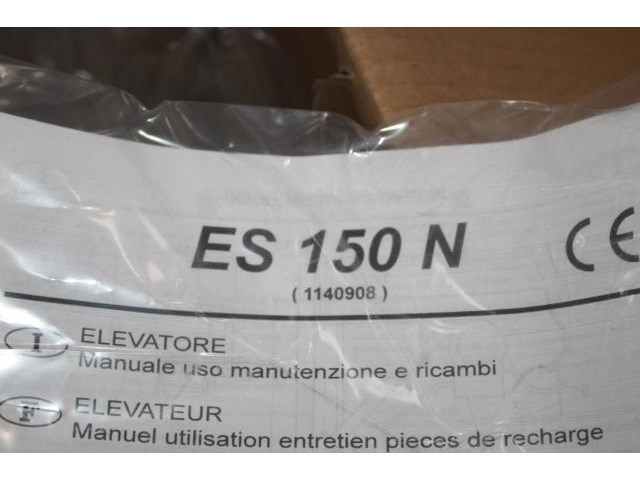 ES 150 N CE
( 1140908 )
I ELEVATORE
Manuale uso manutenzione e ricambi
F ELEVATEUR
Manuel utilisation entretien pieces de recharge